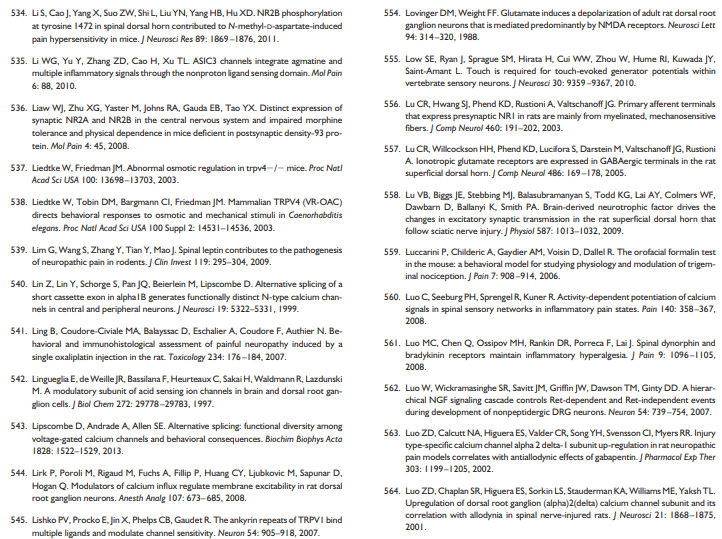 534. Li S, Cao J, Yang X, Suo ZW, Shi L, Liu YN, Yang HB, Hu XD. NR2B phosphorylation
at tyrosine 1472 in spinal dorsal horn contributed to N-methyl-D-aspartate-induced
pain hypersensitivity in mice. J Neurosci Res 89: 1869–1876, 2011.
535. Li WG, Yu Y, Zhang ZD, Cao H, Xu TL. ASIC3 channels integrate agmatine and
multiple inflammatory signals through the nonproton ligand sensing domain. Mol Pain
6: 88, 2010.
536. Liaw WJ, Zhu XG, Yaster M, Johns RA, Gauda EB, Tao YX. Distinct expression of
synaptic NR2A and NR2B in the central nervous system and impaired morphine
tolerance and physical dependence in mice deficient in postsynaptic density-93 pro-
tein. Mol Pain 4: 45, 2008.
537. Liedtke W, Friedman JM. Abnormal osmotic regulation in trpv4−/− mice. Proc Natl
Acad Sci USA 100: 13698–13703, 2003.
538. Liedtke W, Tobin DM, Bargmann CI, Friedman JM. Mammalian TRPV4 (VR-OAC)
directs behavioral responses to osmotic and mechanical stimuli in Caenorhabditis
elegans. Proc Natl Acad Sci USA 100 Suppl 2: 14531–14536, 2003.
539. Lim G, Wang S, Zhang Y, Tian Y, Mao J. Spinal leptin contributes to the pathogenesis
of neuropathic pain in rodents. J Clin Invest 119: 295–304, 2009.
540. Lin Z, Lin Y, Schorge S, Pan JQ, Beierlein M, Lipscombe D. Alternative splicing of a
short cassette exon in alpha1B generates functionally distinct N-type calcium chan-
nels in central and peripheral neurons. J Neurosci 19: 5322–5331, 1999.
541. Ling B, Coudore-Civiale MA, Balayssac D, Eschalier A, Coudore F, Authier N. Be-
havioral and immunohistological assessment of painful neuropathy induced by a
single oxaliplatin injection in the rat. Toxicology 234: 176–184, 2007.
542. Lingueglia E, de Weille JR, Bassilana F, Heurteaux C, Sakai H, Waldmann R, Lazdunski
M. A modulatory subunit of acid sensing ion channels in brain and dorsal root gan-
glion cells. J Biol Chem 272: 29778–29783, 1997.
543. Lipscombe D, Andrade A, Allen SE. Alternative splicing: functional diversity among
voltage-gated calcium channels and behavioral consequences. Biochim Biophys Acta
1828: 1522–1529, 2013.
544. Lirk P, Poroli M, Rigaud M, Fuchs A, Fillip P, Huang CY, Ljubkovic M, Sapunar D,
Hogan Q. Modulators of calcium influx regulate membrane excitability in rat dorsal
root ganglion neurons. Anesth Analg 107: 673–685, 2008.
545. Lishko PV, Procko E, Jin X, Phelps CB, Gaudet R. The ankyrin repeats of TRPV1 bind
multiple ligands and modulate channel sensitivity. Neuron 54: 905–918, 2007.
554. Lovinger DM, Weight FF. Glutamate induces a depolarization of adult rat dorsal root
ganglion neurons that is mediated predominantly by NMDA receptors. Neurosci Lett
94: 314–320, 1988.
555. Low SE, Ryan J, Sprague SM, Hirata H, Cui WW, Zhou W, Hume RI, Kuwada JY,
Saint-Amant L. Touch is required for touch-evoked generator potentials within
vertebrate sensory neurons. J Neurosci 30: 9359–9367, 2010.
556. Lu CR, Hwang SJ, Phend KD, Rustioni A, Valtschanoff JG. Primary afferent terminals
that express presynaptic NR1 in rats are mainly from myelinated, mechanosensitive
fibers. J Comp Neurol 460: 191–202, 2003.
557. Lu CR, Willcockson HH, Phend KD, Lucifora S, Darstein M, Valtschanoff JG, Rustioni
A. Ionotropic glutamate receptors are expressed in GABAergic terminals in the rat
superficial dorsal horn. J Comp Neurol 486: 169–178, 2005.
558. Lu VB, Biggs JE, Stebbing MJ, Balasubramanyan S, Todd KG, Lai AY, Colmers WF,
Dawbarn D, Ballanyi K, Smith PA. Brain-derived neurotrophic factor drives the
changes in excitatory synaptic transmission in the rat superficial dorsal horn that
follow sciatic nerve injury. J Physiol 587: 1013–1032, 2009.
559. Luccarini P, Childeric A, Gaydier AM, Voisin D, Dallel R. The orofacial formalin test
in the mouse: a behavioral model for studying physiology and modulation of trigem-
inal nociception. J Pain 7: 908–914, 2006.
560. Luo C, Seeburg PH, Sprengel R, Kuner R. Activity-dependent potentiation of calcium
signals in spinal sensory networks in inflammatory pain states. Pain 140: 358–367,
2008.
561. Luo MC, Chen Q, Ossipov MH, Rankin DR, Porreca F, Lai J. Spinal dynorphin and
bradykinin receptors maintain inflammatory hyperalgesia. J Pain 9: 1096–1105,
2008.
562. Luo W, Wickramasinghe SR, Savitt JM, Griffin JW, Dawson TM, Ginty DD. A hierar-
chical NGF signaling cascade controls Ret-dependent and Ret-independent events
during development of nonpeptidergic DRG neurons. Neuron 54: 739–754, 2007.
563. Luo ZD, Calcutt NA, Higuera ES, Valder CR, Song YH, Svensson CI, Myers RR. Injury
type-specific calcium channel alpha 2 delta-1 subunit up-regulation in rat neuropathic
pain models correlates with antiallodynic effects of gabapentin. J Pharmacol Exp Ther
303: 1199–1205, 2002.
564. Luo ZD, Chaplan SR, Higuera ES, Sorkin LS, Stauderman KA, Williams ME, Yaksh TL.
Upregulation of dorsal root ganglion (alpha)2(delta) calcium channel subunit and its
correlation with allodynia in spinal nerve-injured rats. J Neurosci 21: 1868–1875,
2001.